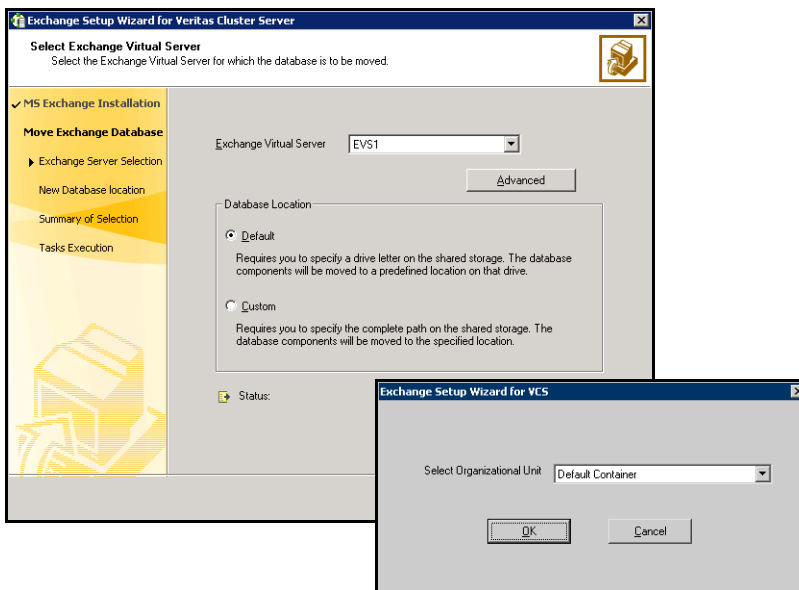 Exchange Setup Wizard for Veritas Cluster Server
Select Exchange Virtual Server
Select the Exchange Virtual Server for which the database is to be moved.
MS Exchange Installation
Move Exchange Database
Exchange Server Selection
New Database location
Summary of Selection
Tasks Execution
Exchange Virtual Server
EVS1
Advanced
Database Location
Default
Requires you to specify a drive letter on the shared storage. The database
components will be moved to a predefined location on that drive.
Custom
Requires you to specify the complete path on the shared storage. The
database components will be moved to the specified location.
Status:
Exchange Setup Wizard for VCS
Select Organizational Unit
Default Container
OK
Cancel